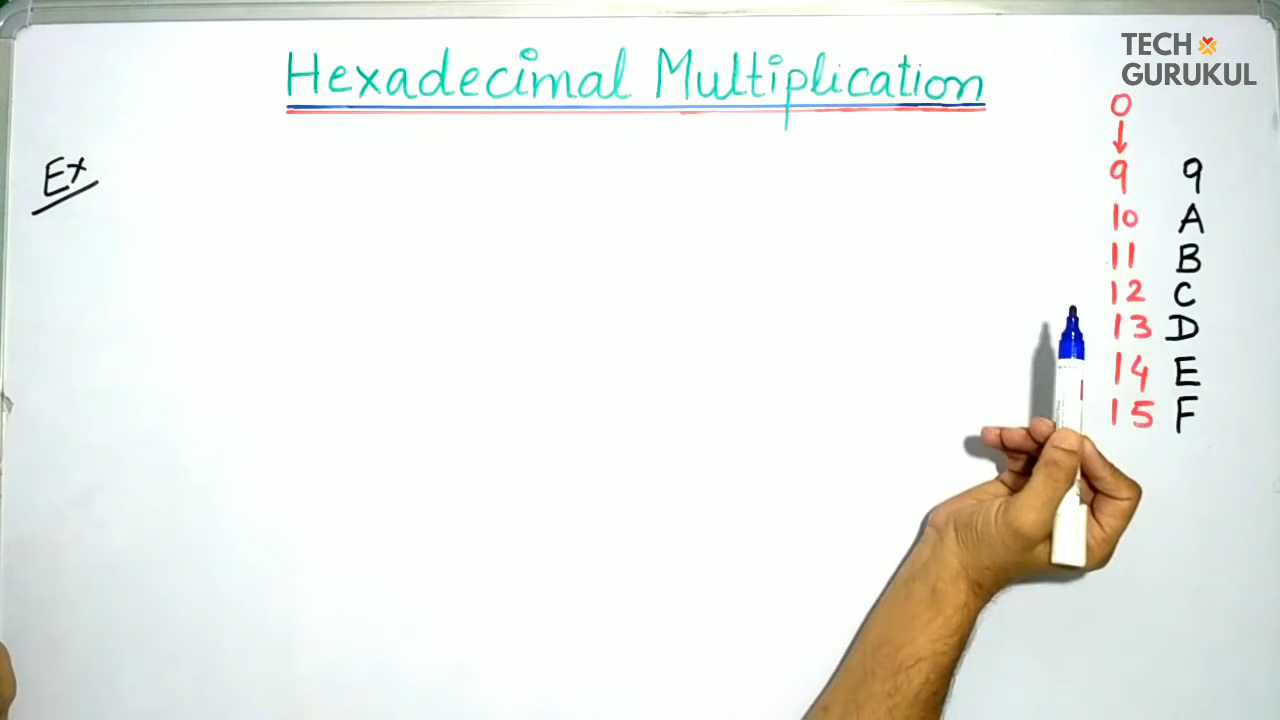 TECH
GURUKUL
Hexadecimal Multiplication
Ex
0
↓
9 9
10 A
11 B
12 C
13 D
14 E
15 F